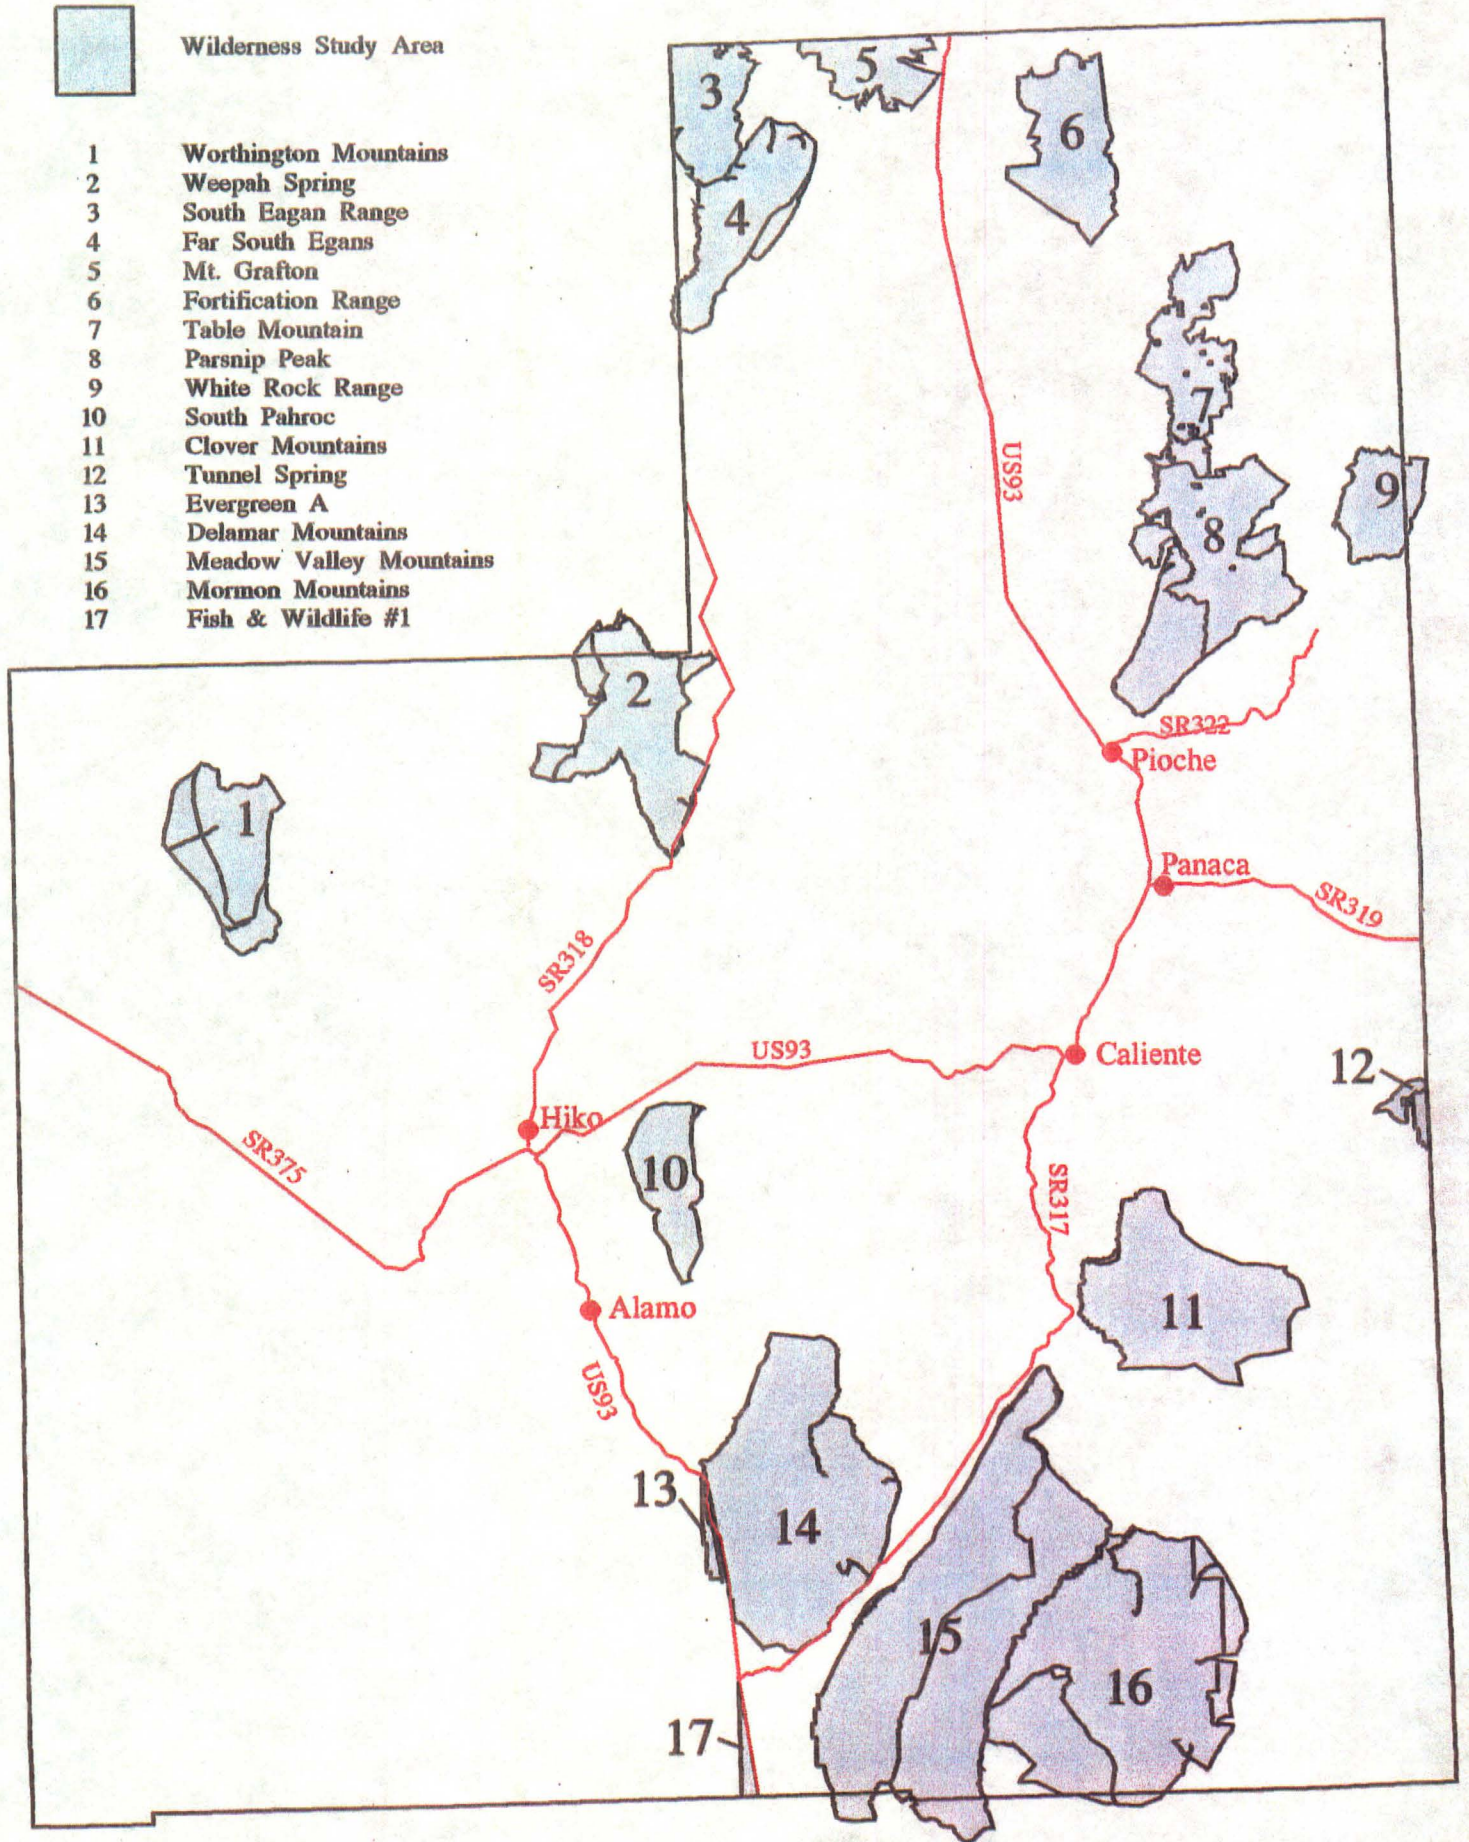 Wilderness Study Area
1 Worthington Mountains
2 Weepah Spring
3 South Eagan Range
4 Far South Egans
5 Mt. Grafton
6 Fortification Range
7 Table Mountain
8 Parsnip Peak
9 White Rock Range
10 South Pahroc
11 Clover Mountains
12 Tunnel Spring
13 Evergreen A
14 Delamar Mountains
15 Meadow Valley Mountains
16 Mormon Mountains
17 Fish & Wildlife #1
3
5
6
4
7
US93
9
8
2
SR322
Pioche
1
Panaca
SR319
SR318
US93
Caliente
12
Hiko
SR375
10
SR317
Alamo
11
US93
13
14
15
16
17